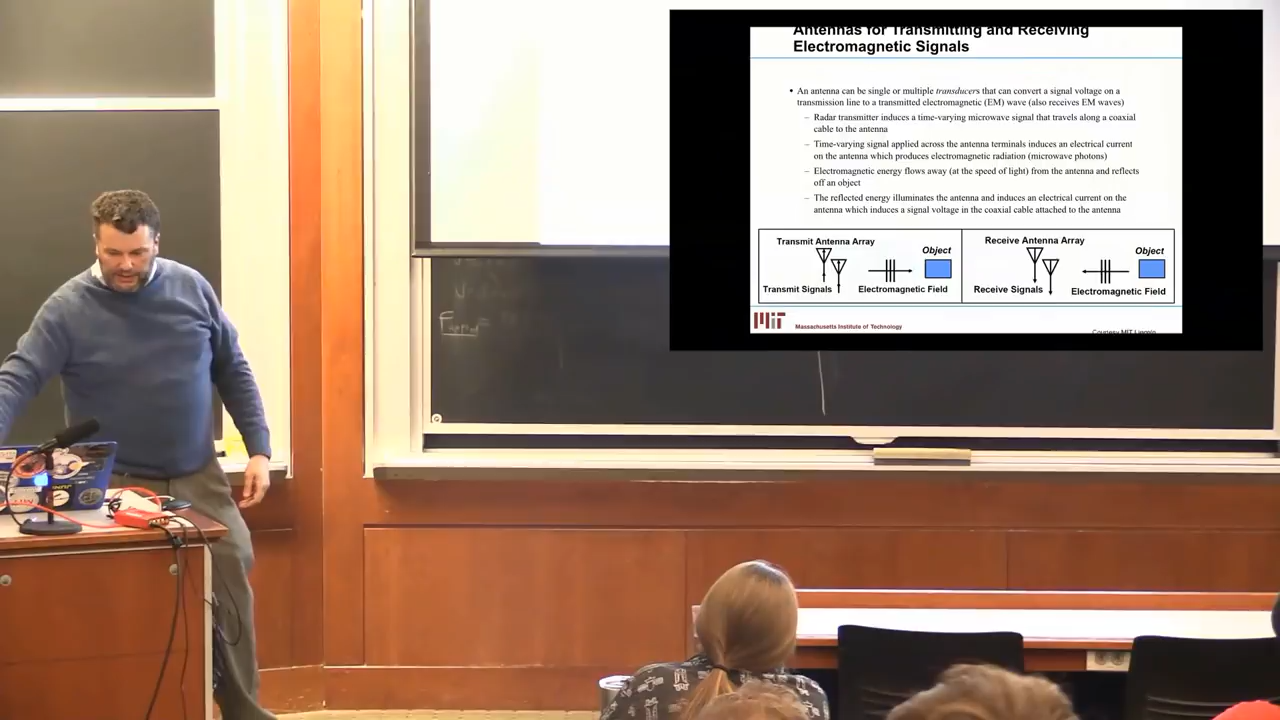 Antennas for Transmitting and Receiving
Electromagnetic Signals
• An antenna can be single or multiple transducers that can convert a signal voltage on a
transmission line to a transmitted electromagnetic (EM) wave (also receives EM waves)
– Radar transmitter induces a time-varying microwave signal that travels along a coaxial
cable to the antenna
– Time-varying signal applied across the antenna terminals induces an electrical current
on the antenna which produces electromagnetic radiation (microwave photons)
– Electromagnetic energy flows away (at the speed of light) from the antenna and reflects
off an object
– The reflected energy illuminates the antenna and induces an electrical current on the
antenna which induces a signal voltage in the coaxial cable attached to the antenna
Transmit Antenna Array
Object
Transmit Signals
Electromagnetic Field
Receive Antenna Array
Object
Receive Signals
Electromagnetic Field
MIT
Massachusetts Institute of Technology
Courtesy MIT Lincoln